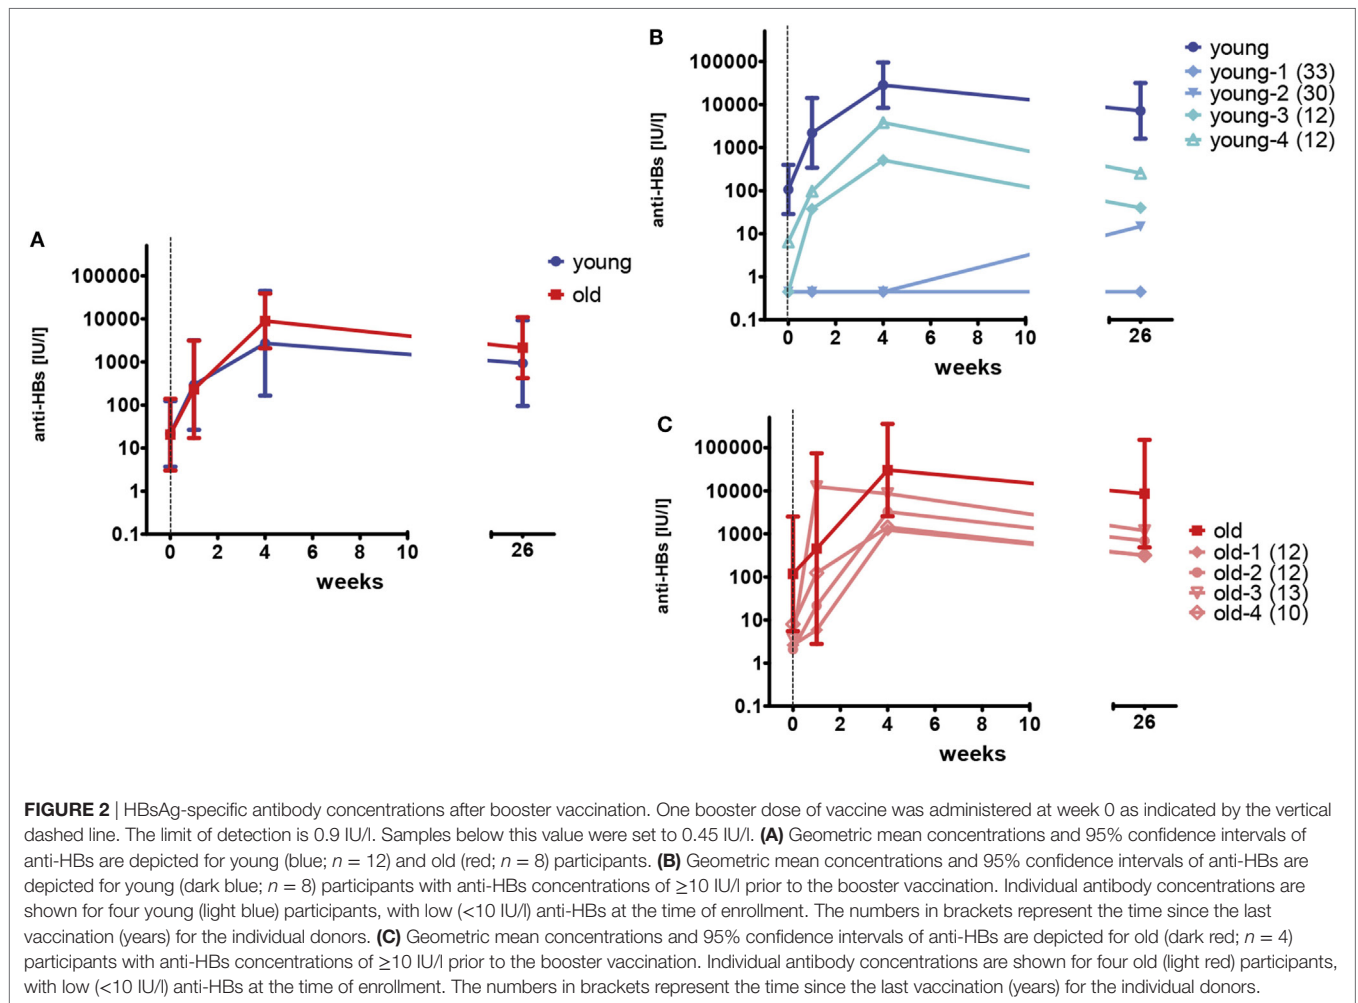 A
anti-HBs [IU/l]
100000
10000
1000
100
10
1
0.1
0 2 4 6 8 10 26
weeks
young
old
B
anti-HBs [IU/l]
100000
10000
1000
100
10
1
0.1
0 2 4 6 8 10 26
weeks
young
young-1 (33)
young-2 (30)
young-3 (12)
young-4 (12)
C
anti-HBs [IU/l]
100000
10000
1000
100
10
1
0.1
0 2 4 6 8 10 26
weeks
old
old-1 (12)
old-2 (12)
old-3 (13)
old-4 (10)
FIGURE 2 | HBsAg-specific antibody concentrations after booster vaccination. One booster dose of vaccine was administered at week 0 as indicated by the vertical
dashed line. The limit of detection is 0.9 IU/l. Samples below this value were set to 0.45 IU/l. (A) Geometric mean concentrations and 95% confidence intervals of
anti-HBs are depicted for young (blue; n = 12) and old (red; n = 8) participants. (B) Geometric mean concentrations and 95% confidence intervals of anti-HBs are
depicted for young (dark blue; n = 8) participants with anti-HBs concentrations of ≥10 IU/l prior to the booster vaccination. Individual antibody concentrations are
shown for four young (light blue) participants, with low (<10 IU/l) anti-HBs at the time of enrollment. The numbers in brackets represent the time since the last
vaccination (years) for the individual donors. (C) Geometric mean concentrations and 95% confidence intervals of anti-HBs are depicted for old (dark red; n = 4)
participants with anti-HBs concentrations of ≥10 IU/l prior to the booster vaccination. Individual antibody concentrations are shown for four old (light red) participants,
with low (<10 IU/l) anti-HBs at the time of enrollment. The numbers in brackets represent the time since the last vaccination (years) for the individual donors.